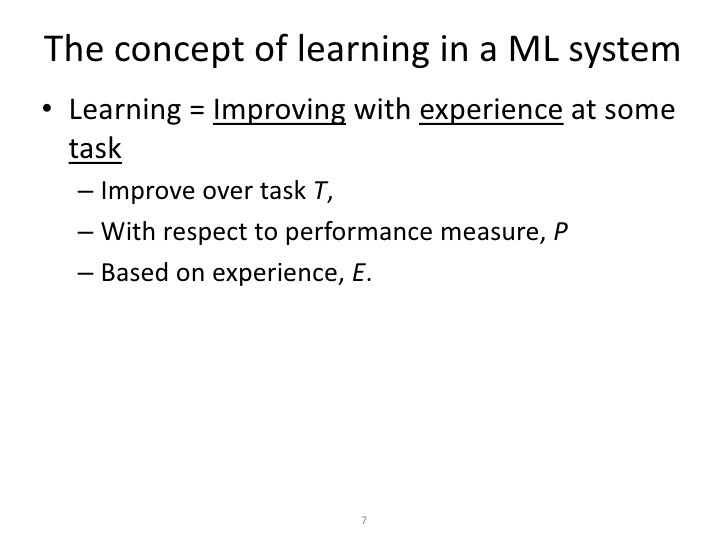 The concept of learning in a ML system
• Learning = Improving with experience at some
task
– Improve over task T,
– With respect to performance measure, P
– Based on experience, E.
7